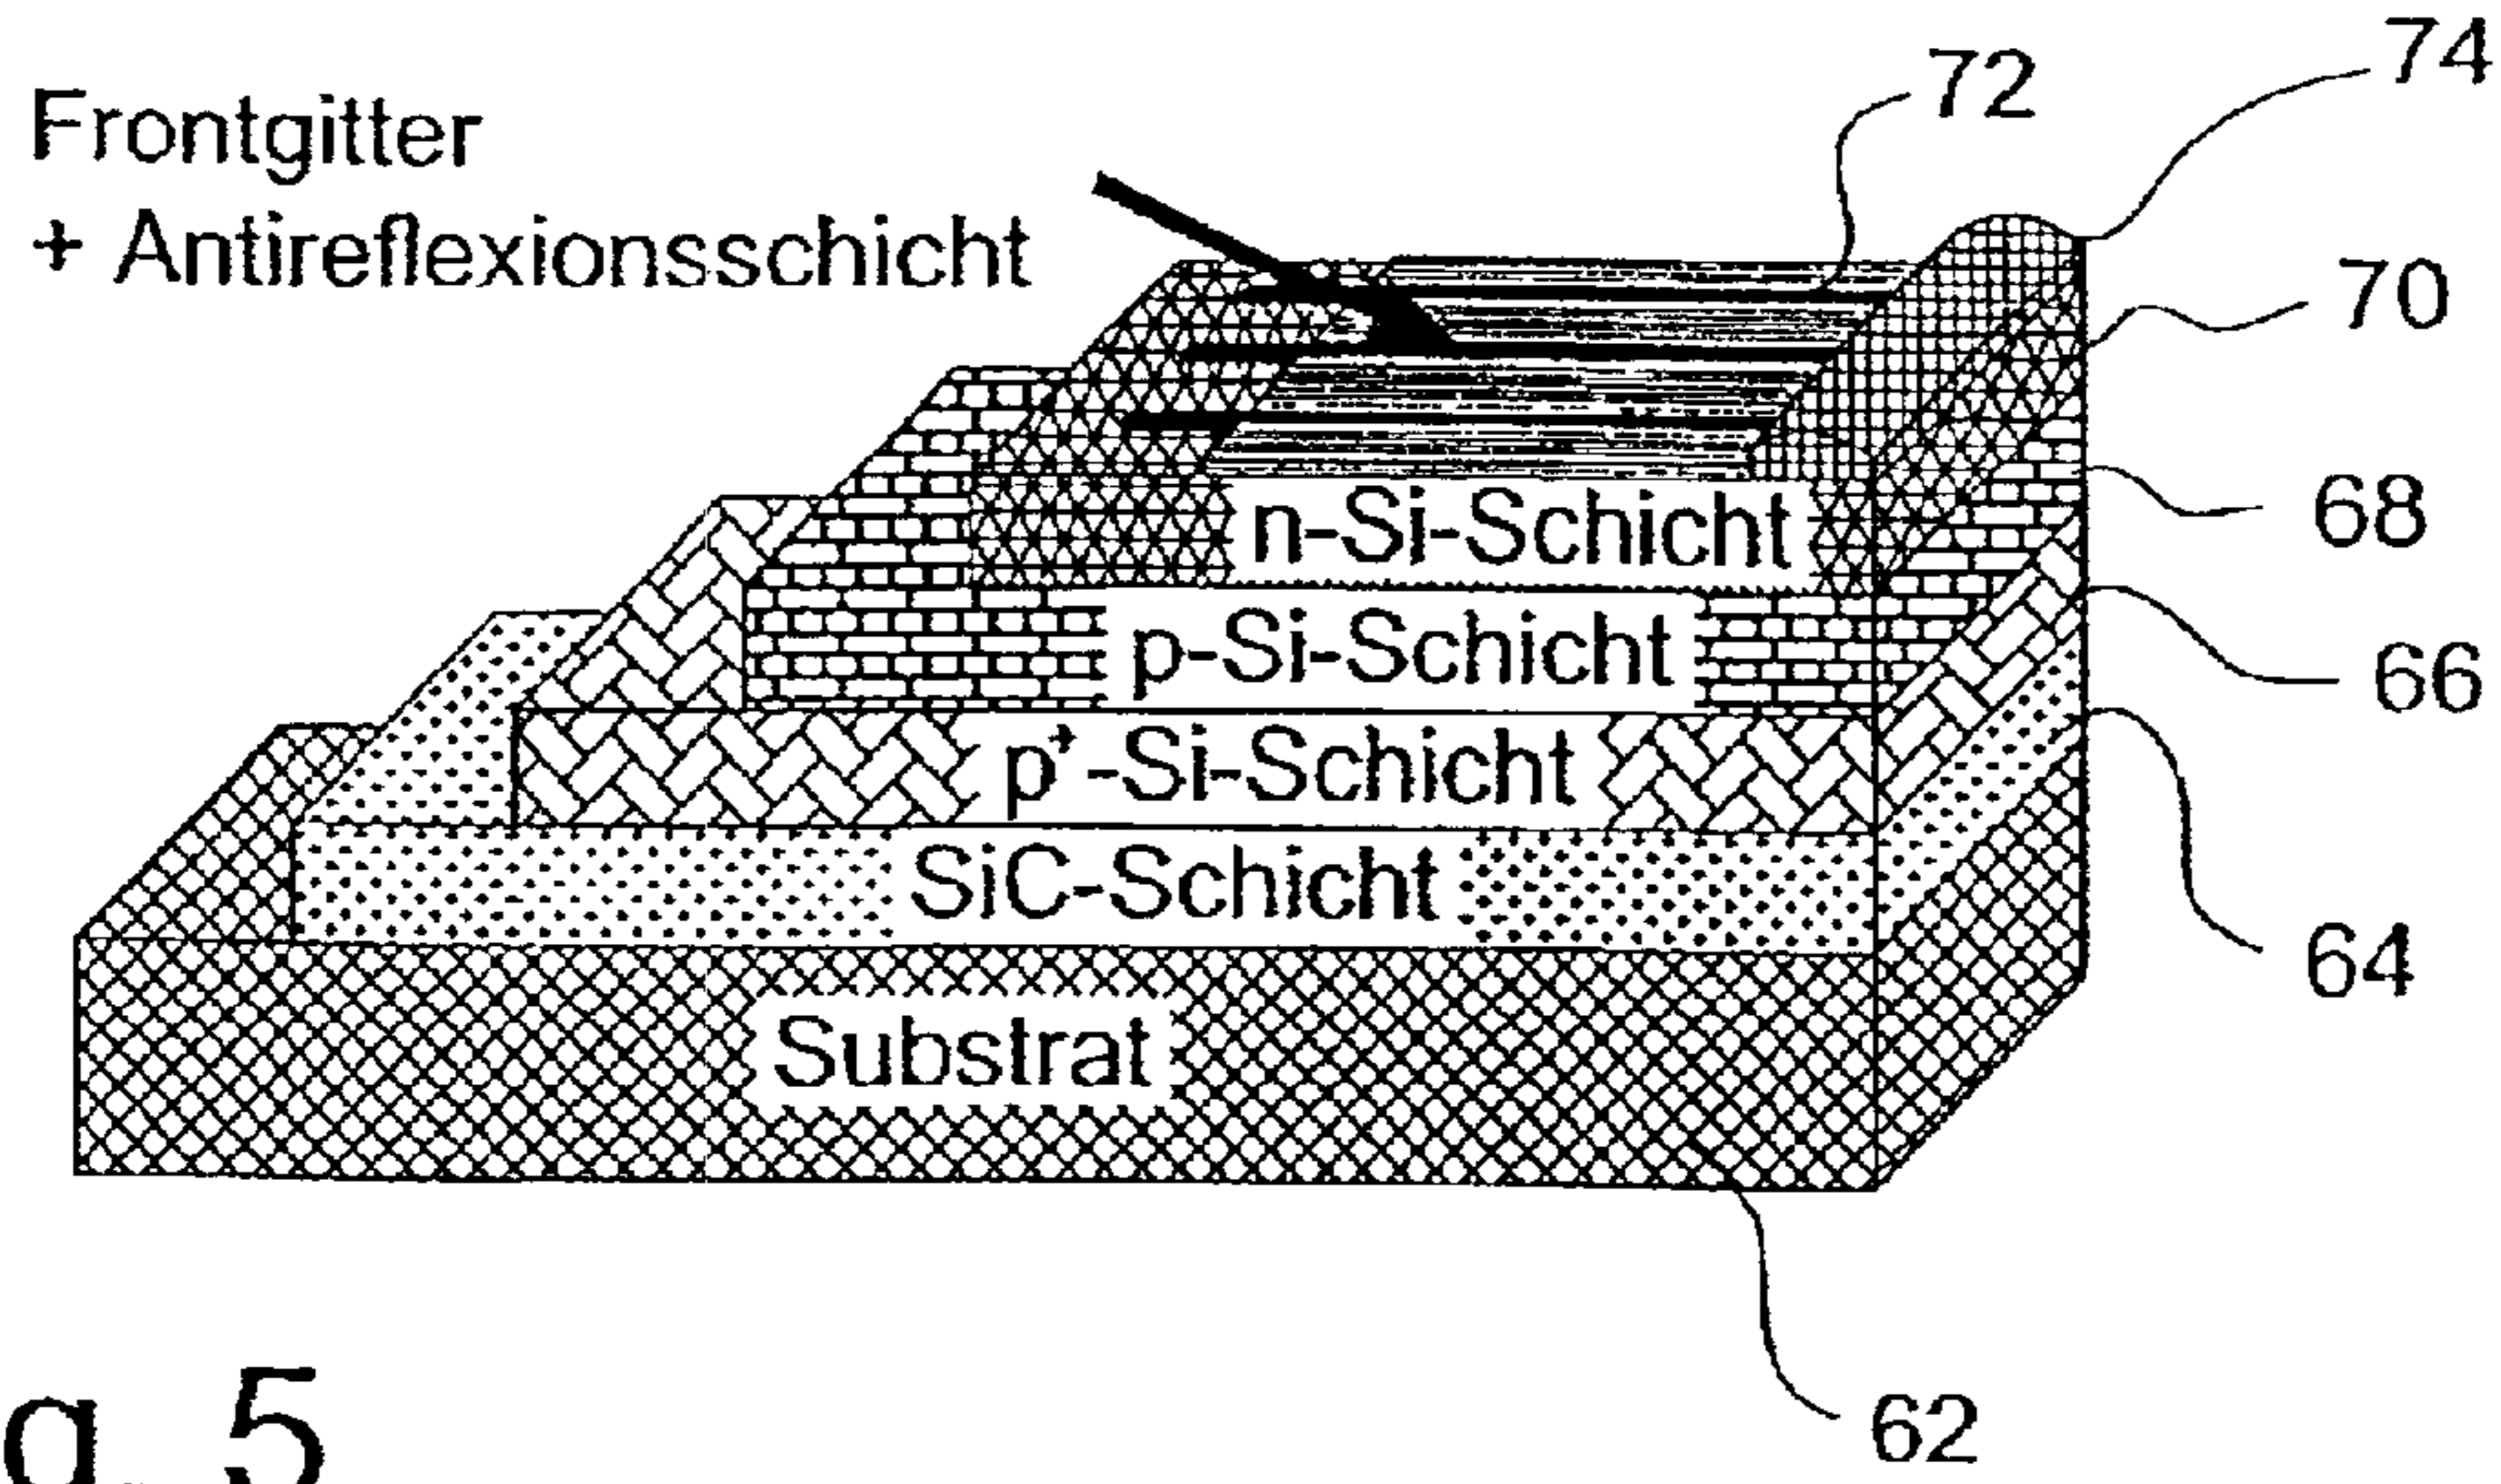 Frontgitter
+ Antireflexionsschicht
72
74
70
68
66
64
62
n-Si-Schicht
p-Si-Schicht
p⁺-Si-Schicht
SiC-Schicht
Substrat
g. 5